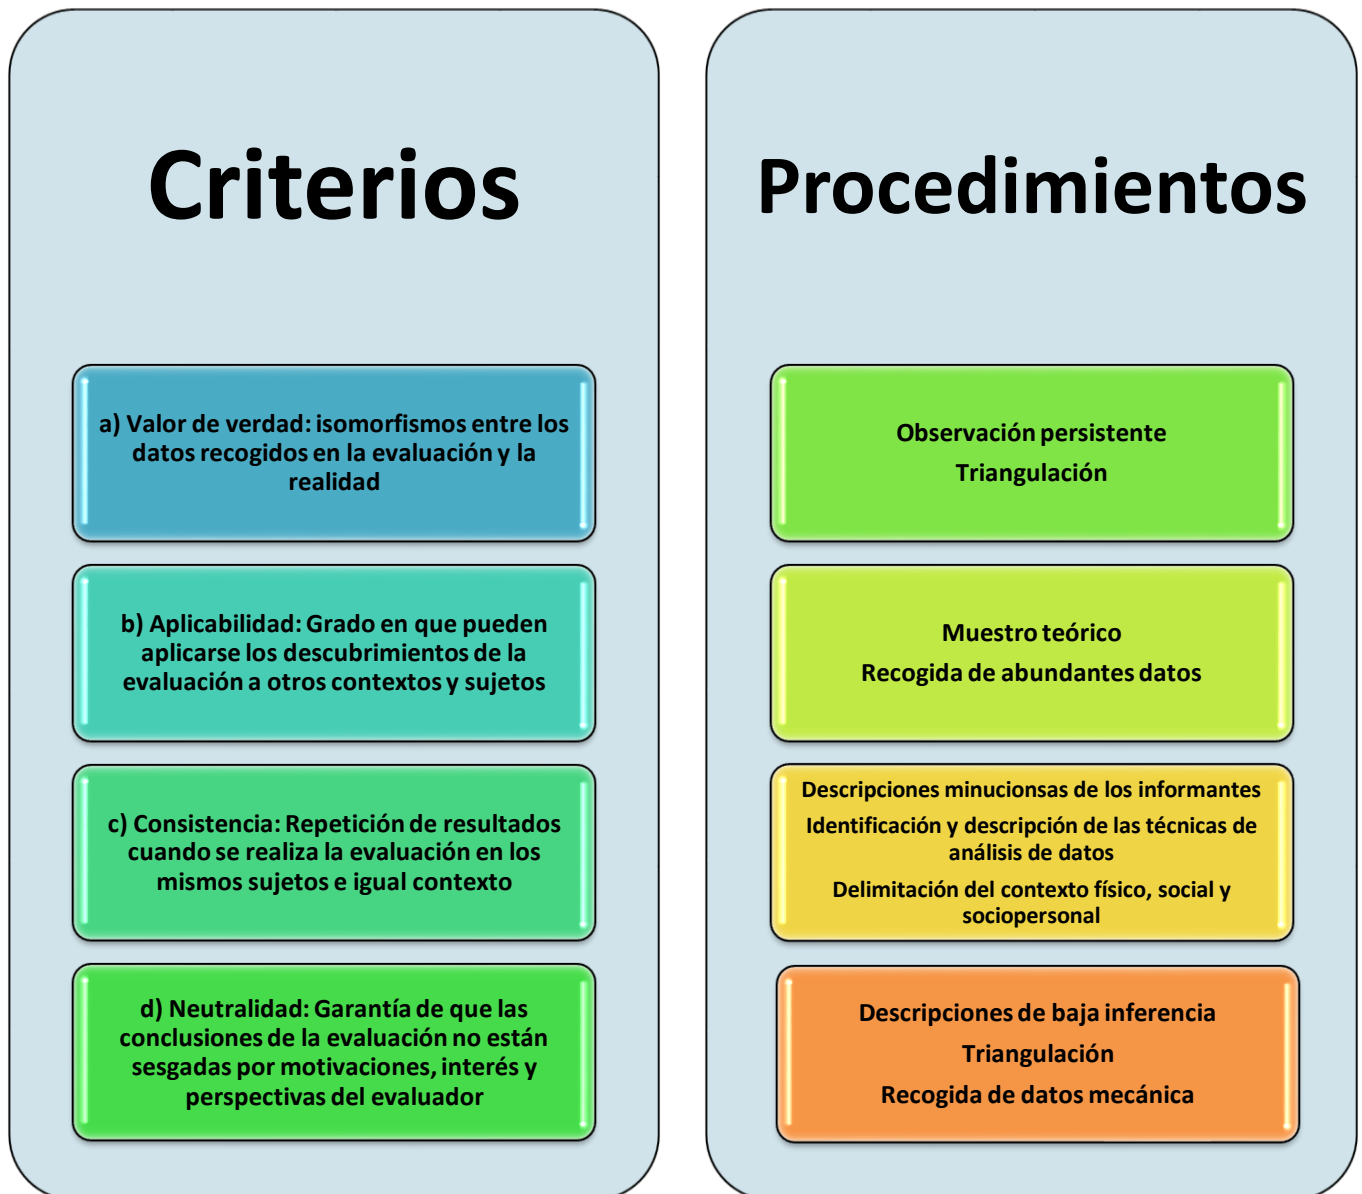 Criterios
a) Valor de verdad: isomorfismos entre los
datos recogidos en la evaluación y la
realidad
b) Aplicabilidad: Grado en que pueden
aplicarse los descubrimientos de la
evaluación a otros contextos y sujetos
c) Consistencia: Repetición de resultados
cuando se realiza la evaluación en los
mismos sujetos e igual contexto
d) Neutralidad: Garantía de que las
conclusiones de la evaluación no están
sesgadas por motivaciones, interés y
perspectivas del evaluador
Procedimientos
Observación persistente
Triangulación
Muestro teórico
Recogida de abundantes datos
Descripciones minucionsas de los informantes
Identificación y descripción de las técnicas de
análisis de datos
Delimitación del contexto físico, social y
sociopersonal
Descripciones de baja inferencia
Triangulación
Recogida de datos mecánica